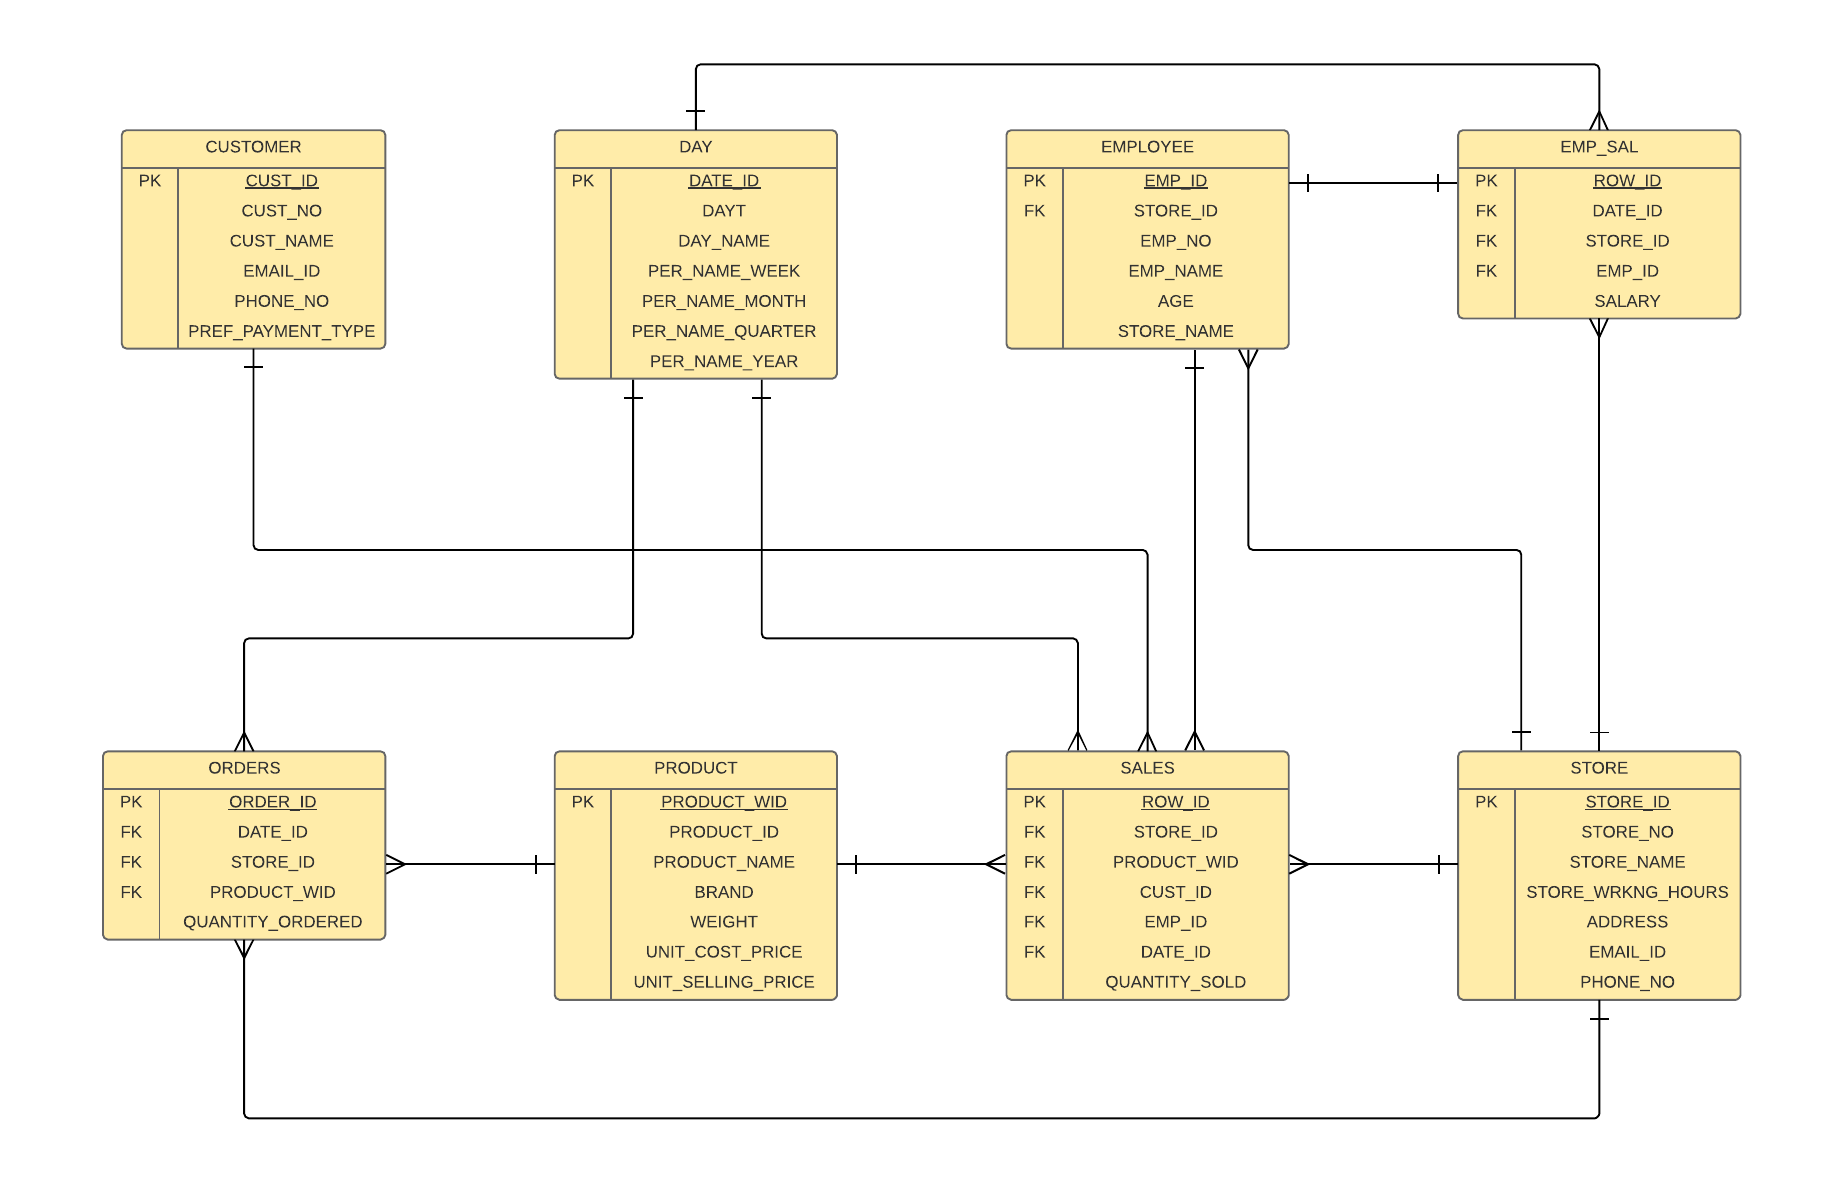 CUSTOMER
PK CUST_ID
CUST_NO
CUST_NAME
EMAIL_ID
PHONE_NO
PREF_PAYMENT_TYPE
DAY
PK DATE_ID
DAYT
DAY_NAME
PER_NAME_WEEK
PER_NAME_MONTH
PER_NAME_QUARTER
PER_NAME_YEAR
EMPLOYEE
PK EMP_ID
FK STORE_ID
EMP_NO
EMP_NAME
AGE
STORE_NAME
EMP_SAL
PK ROW_ID
FK DATE_ID
FK STORE_ID
FK EMP_ID
SALARY
ORDERS
PK ORDER_ID
FK DATE_ID
FK STORE_ID
FK PRODUCT_WID
QUANTITY_ORDERED
PRODUCT
PK PRODUCT_WID
PRODUCT_ID
PRODUCT_NAME
BRAND
WEIGHT
UNIT_COST_PRICE
UNIT_SELLING_PRICE
SALES
PK ROW_ID
FK STORE_ID
FK PRODUCT_WID
FK CUST_ID
FK EMP_ID
FK DATE_ID
QUANTITY_SOLD
STORE
PK STORE_ID
STORE_NO
STORE_NAME
STORE_WRKNG_HOURS
ADDRESS
EMAIL_ID
PHONE_NO